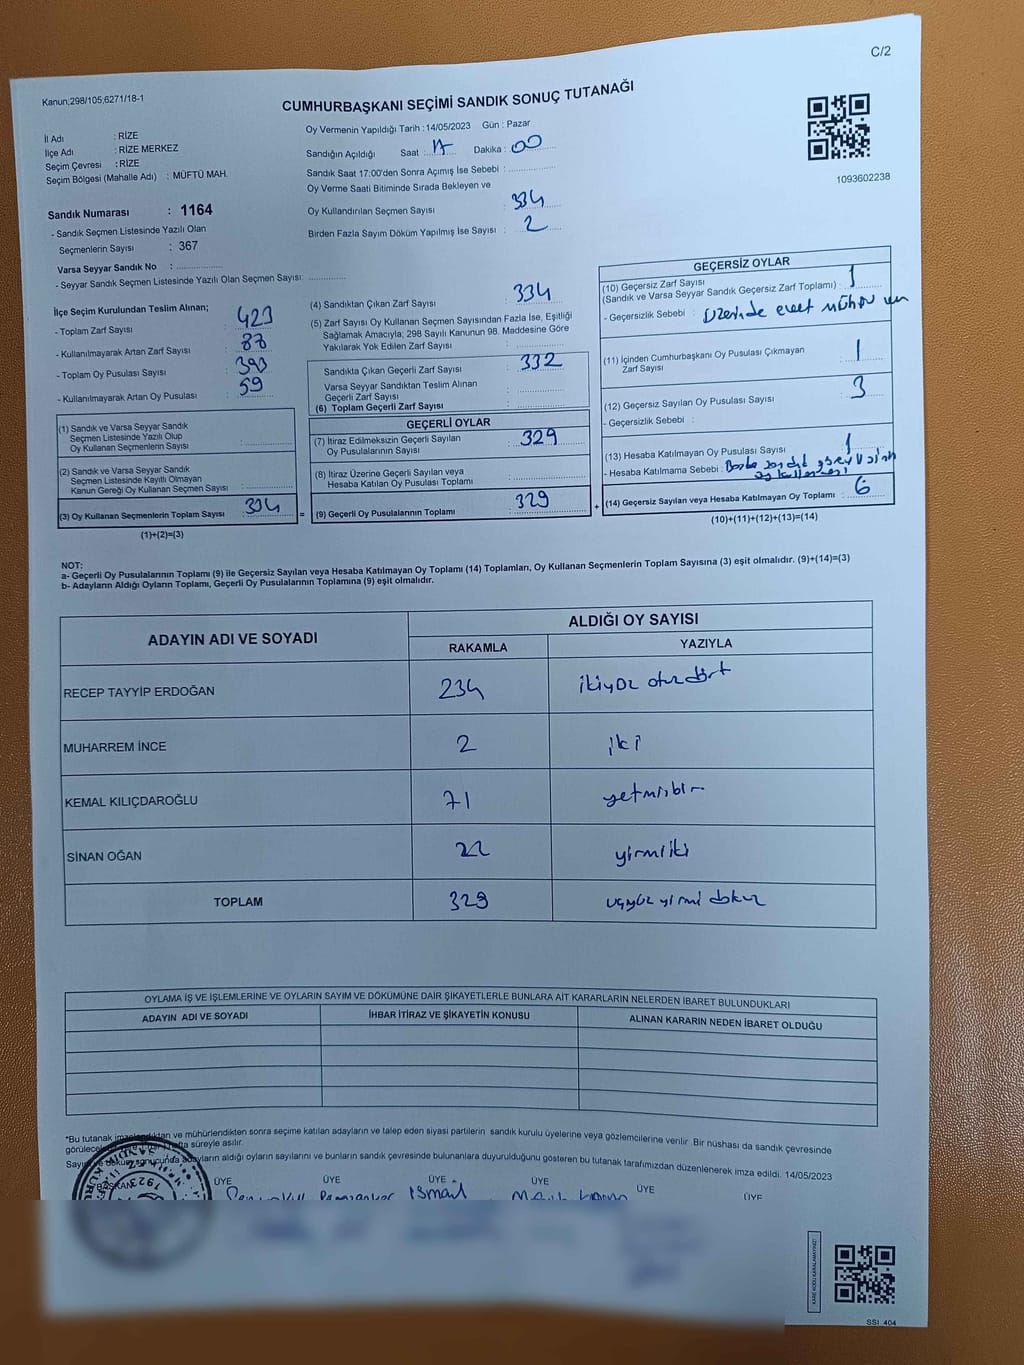 C/2
Kanun;298/105,6271/18-1
CUMHURBAŞKANI SEÇİMİ SANDIK SONUÇ TUTANAĞI
1093602238
İl Adı : RİZE
İlçe Adı : RİZE MERKEZ
Seçim Çevresi : RİZE
Seçim Bölgesi (Mahalle Adı) : MÜFTÜ MAH.
Sandık Numarası : 1164
- Sandık Seçmen Listesinde Yazılı Olan
Seçmenlerin Sayısı : 367
Varsa Seyyar Sandık No :
- Seyyar Sandık Seçmen Listesinde Yazılı Olan Seçmen Sayısı:
Oy Vermenin Yapıldığı Tarih : 14/05/2023 Gün : Pazar
Sandığın Açıldığı Saat : 17 Dakika : 00
Sandık Saat 17:00'den Sonra Açımış İse Sebebi :
Oy Verme Saati Bitiminde Sırada Bekleyen ve
Oy Kullandırılan Seçmen Sayısı : 334
Birden Fazla Sayım Döküm Yapılmış İse Sayısı : 2
İlçe Seçim Kurulundan Teslim Alınan;
- Toplam Zarf Sayısı : 423
- Kullanılmayarak Artan Zarf Sayısı : 88
- Toplam Oy Pusulası Sayısı : 393
- Kullanılmayarak Artan Oy Pusulası : 59
(1) Sandık ve Varsa Seyyar Sandık
Seçmen Listesinde Yazılı Olup
Oy Kullanan Seçmenlerin Sayısı :
(2) Sandık ve Varsa Seyyar Sandık
Seçmen Listesinde Kayıtlı Olmayan
Kanun Gereği Oy Kullanan Seçmen Sayısı :
(3) Oy Kullanan Seçmenlerin Toplam Sayısı : 334
(1)+(2)=(3)
(4) Sandıktan Çıkan Zarf Sayısı : 334
(5) Zarf Sayısı Oy Kullanan Seçmen Sayısından Fazla İse, Eşitliği
Sağlamak Amacıyla; 298 Sayılı Kanunun 98. Maddesine Göre
Yakılarak Yok Edilen Zarf Sayısı :
Sandıkta Çıkan Geçerli Zarf Sayısı : 332
Varsa Seyyar Sandıktan Teslim Alınan
Geçerli Zarf Sayısı :
(6) Toplam Geçerli Zarf Sayısı :
GEÇERLİ OYLAR
(7) İtiraz Edilmeksizin Geçerli Sayılan
Oy Pusulalarının Sayısı : 329
(8) İtiraz Üzerine Geçerli Sayılan veya
Hesaba Katılan Oy Pusulası Toplamı :
= (9) Geçerli Oy Pusulalarının Toplamı : 329
GEÇERSİZ OYLAR
(10) Geçersiz Zarf Sayısı : 1
(Sandık ve Varsa Seyyar Sandık Geçersiz Zarf Toplamı)
- Geçersizlik Sebebi : Üzerinde evet mührü
(11) İçinden Cumhurbaşkanı Oy Pusulası Çıkmayan
Zarf Sayısı : 1
(12) Geçersiz Sayılan Oy Pusulası Sayısı : 3
- Geçersizlik Sebebi :
(13) Hesaba Katılmayan Oy Pusulası Sayısı : 1
- Hesaba Katılmama Sebebi : Başka sandık
+ (14) Geçersiz Sayılan veya Hesaba Katılmayan Oy Toplamı : 6
(10)+(11)+(12)+(13)=(14)
NOT:
a- Geçerli Oy Pusulalarının Toplamı (9) ile Geçersiz Sayılan veya Hesaba Katılmayan Oy Toplamı (14) Toplamları, Oy Kullanan Seçmenlerin Toplam Sayısına (3) eşit olmalıdır. (9)+(14)=(3)
b- Adayların Aldığı Oyların Toplamı, Geçerli Oy Pusulalarının Toplamına (9) eşit olmalıdır.
ADAYIN ADI VE SOYADI ALDIĞI OY SAYISI
RAKAMLA YAZIYLA
RECEP TAYYİP ERDOĞAN 234 ikiyüz otuz dört
MUHARREM İNCE 2 iki
KEMAL KILIÇDAROĞLU 71 yetmişbir
SİNAN OĞAN 22 yirmiiki
TOPLAM 329 üçyüz yirmi dokuz
OYLAMA İŞ VE İŞLEMLERİNE VE OYLARIN SAYIM VE DÖKÜMÜNE DAİR ŞİKAYETLERLE BUNLARA AİT KARARLARIN NELERDEN İBARET BULUNDUKLARI
ADAYIN ADI VE SOYADI İHBAR İTİRAZ VE ŞİKAYETİN KONUSU ALINAN KARARIN NEDEN İBARET OLDUĞU
*Bu tutanak ve mühürlendikten sonra seçime katılan adayların ve talep eden siyasi partilerin sandık kurulu üyelerine veya gözlemcilerine verilir. Bir nüshası da sandık çevresinde
süreyle asılır.
aldığı oyların sayılarını ve bunların sandık çevresinde bulunanlara duyurulduğunu gösteren bu tutanak tarafımızdan düzenlenerek imza edildi. 14/05/2023
BAŞKAN ÜYE ÜYE ÜYE ÜYE ÜYE ÜYE
İsmail
KARE KODU KARALAMAYINIZ!
SSİ_404